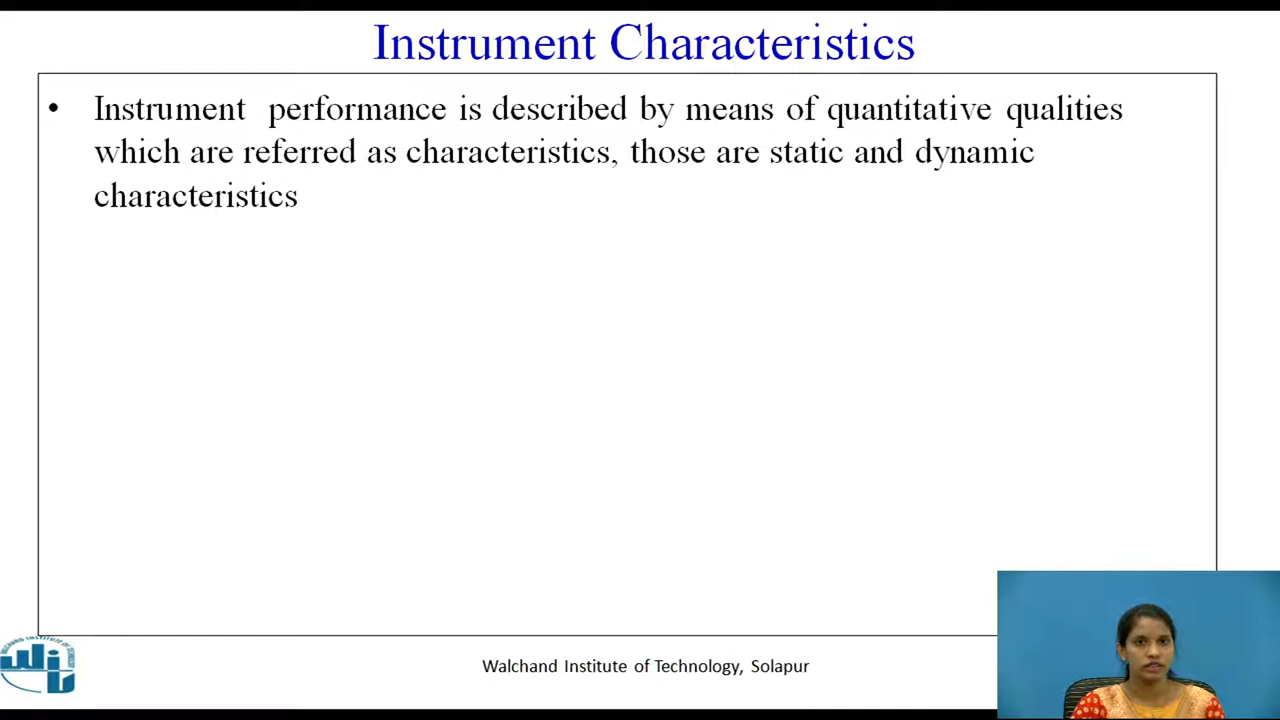 Instrument Characteristics
• Instrument performance is described by means of quantitative qualities
which are referred as characteristics, those are static and dynamic
characteristics
Walchand Institute of Technology, Solapur